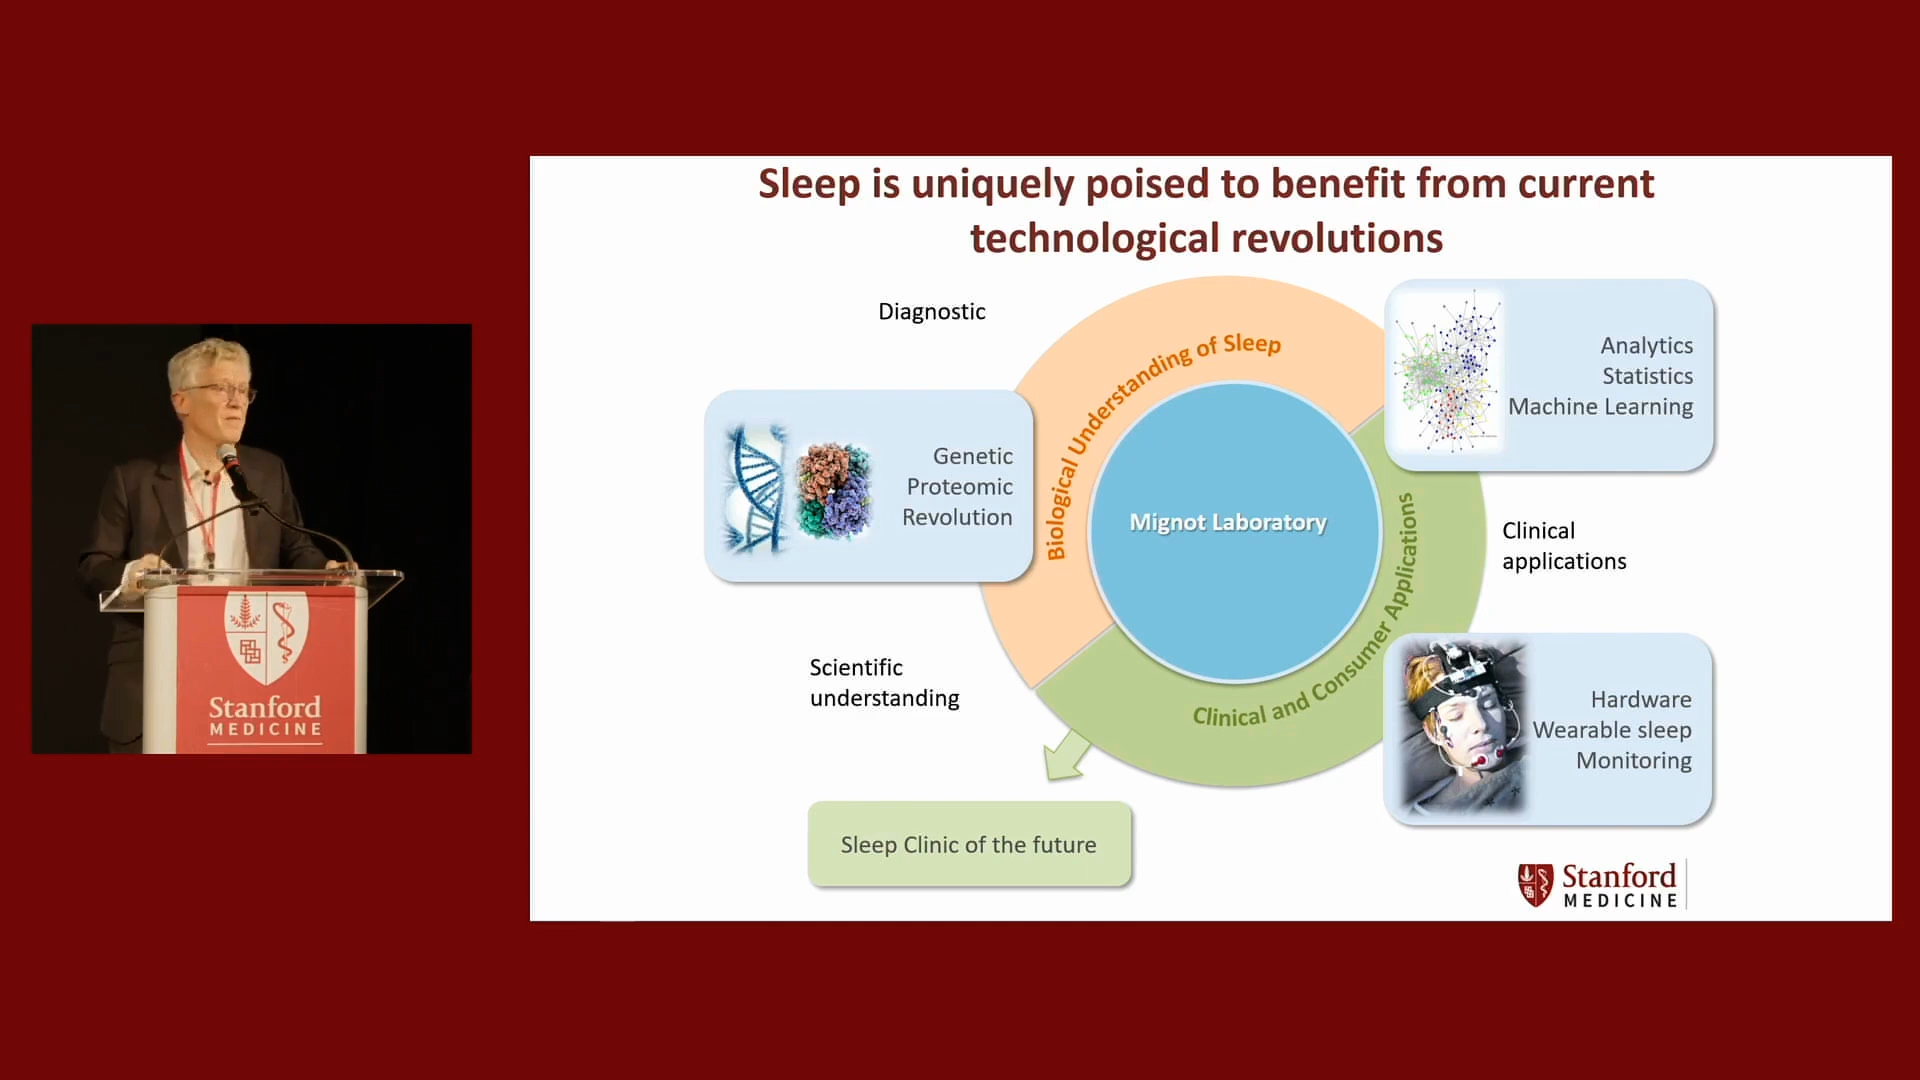 Sleep is uniquely poised to benefit from current
technological revolutions
Diagnostic
Biological Understanding of Sleep
Analytics
Statistics
Machine Learning
Genetic
Proteomic
Revolution
Mignot Laboratory
Clinical
applications
Clinical and Consumer Applications
Scientific
understanding
Hardware
Wearable sleep
Monitoring
Sleep Clinic of the future
Stanford
MEDICINE
Stanford
MEDICINE